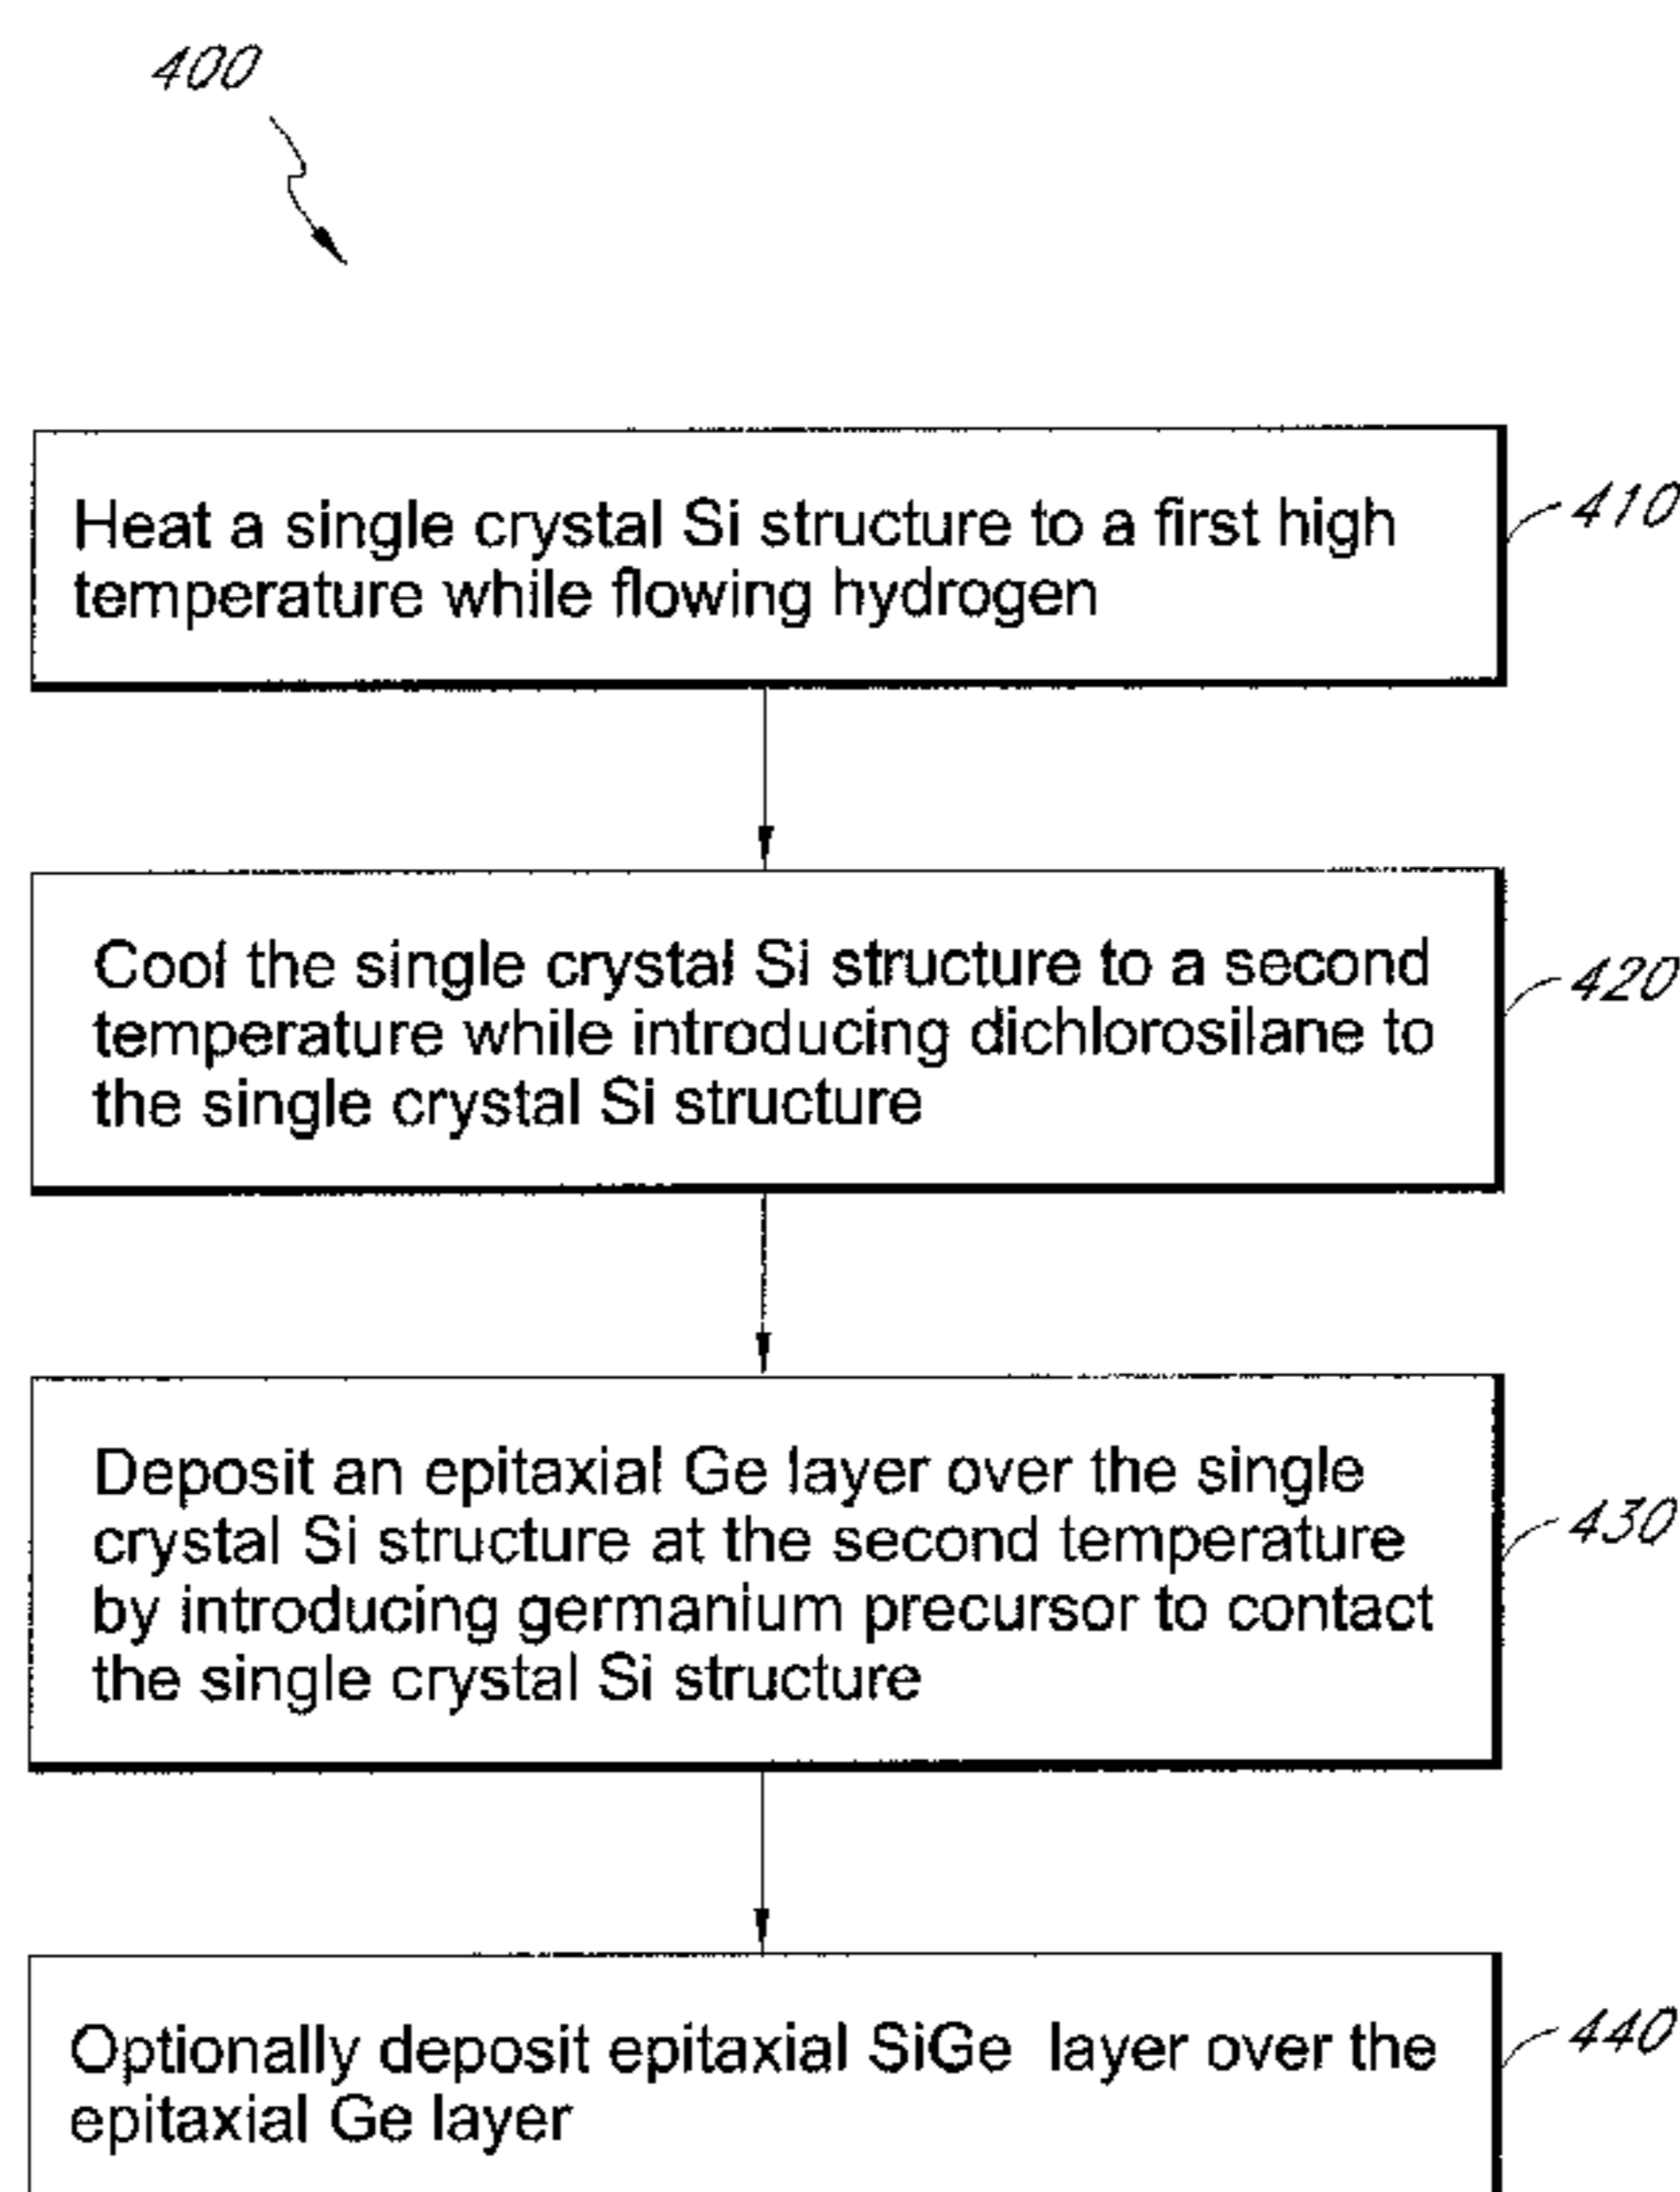 400
Heat a single crystal Si structure to a first high
temperature while flowing hydrogen
410
Cool the single crystal Si structure to a second
temperature while introducing dichlorosilane to
the single crystal Si structure
420
Deposit an epitaxial Ge layer over the single
crystal Si structure at the second temperature
by introducing germanium precursor to contact
the single crystal Si structure
430
Optionally deposit epitaxial SiGe layer over the
epitaxial Ge layer
440